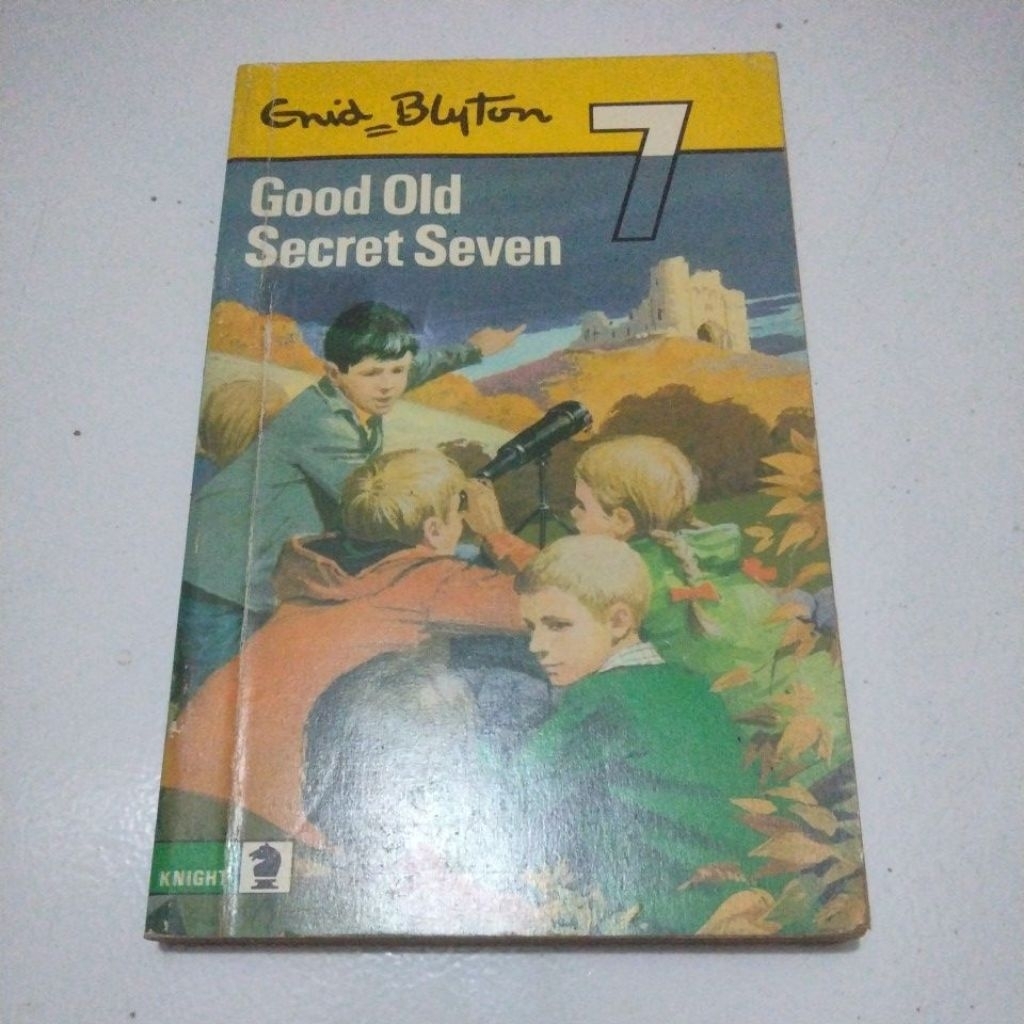 Enid Blyton
7
Good Old
Secret Seven
KNIGHT